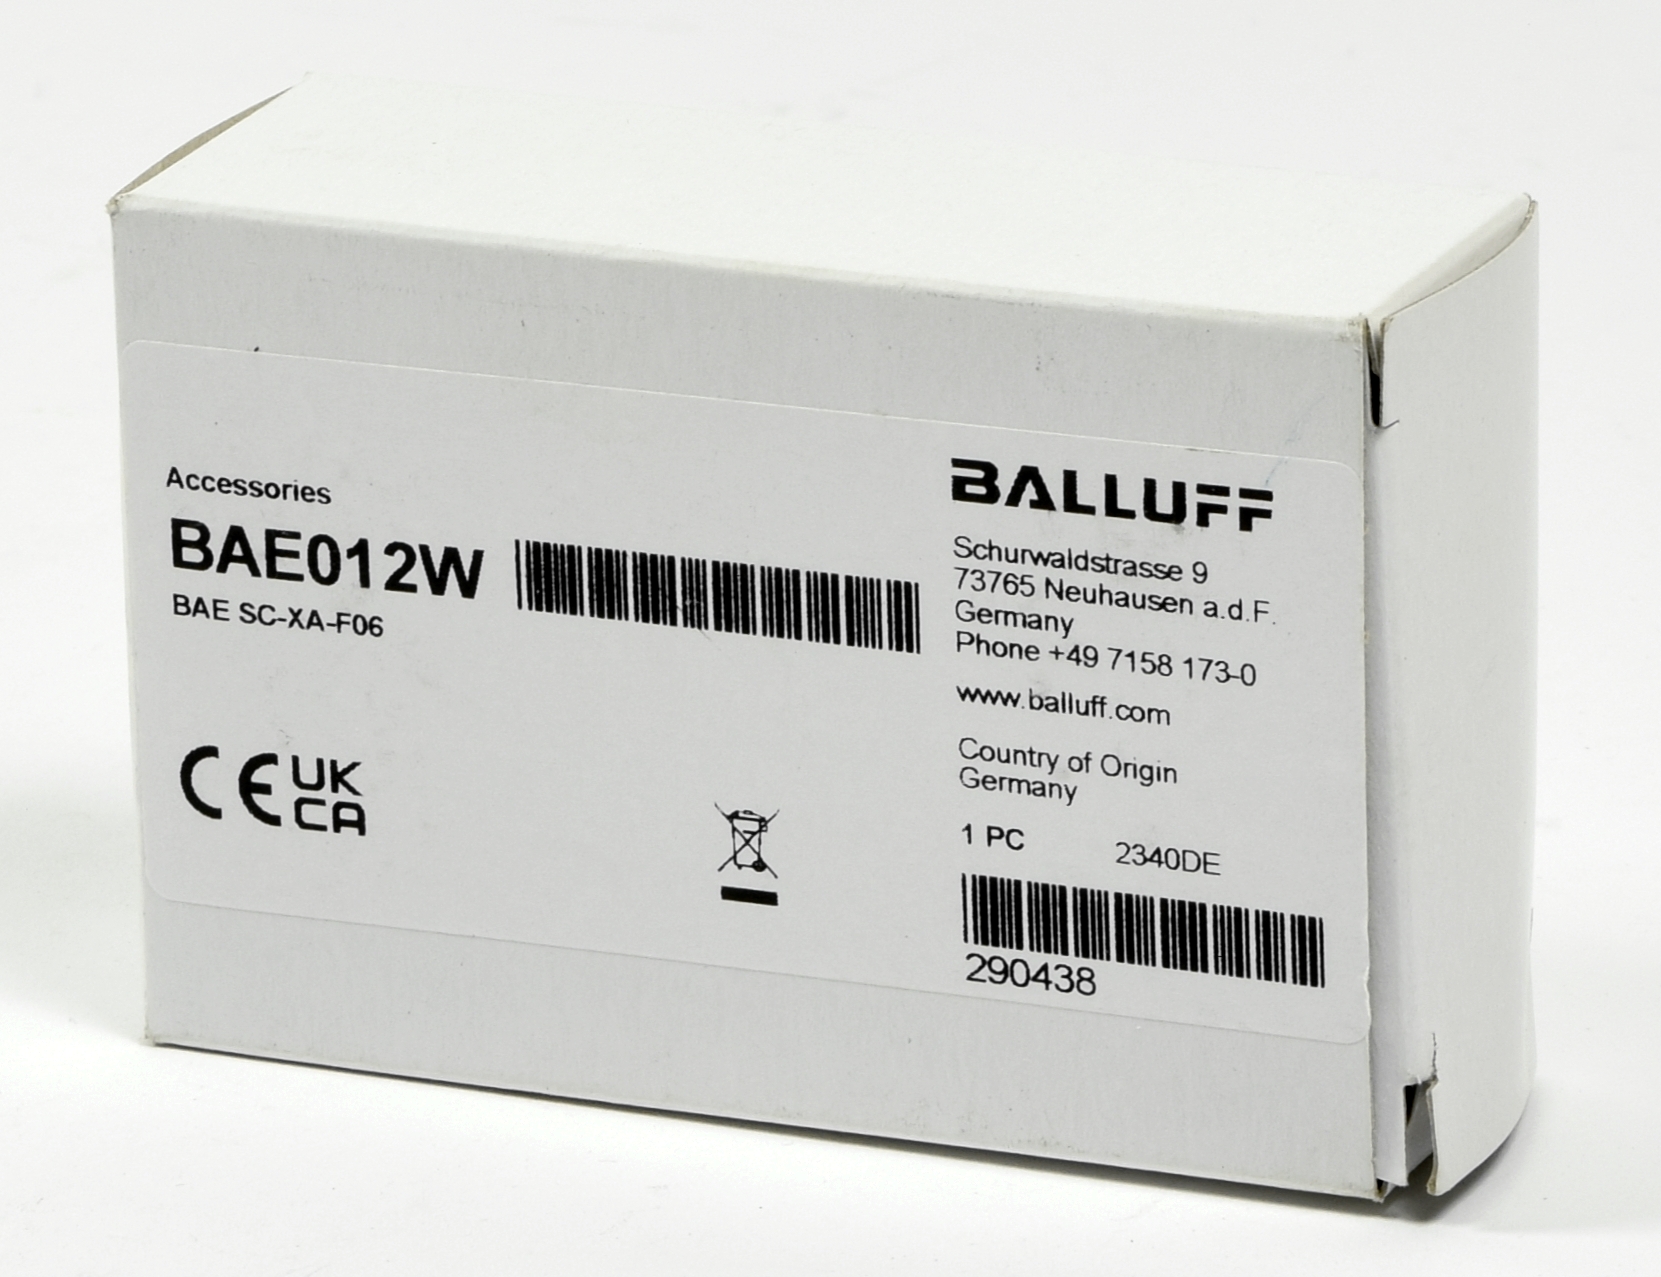 Accessories
BAE012W
BAE SC-XA-F06
CE UK
CA
BALLUFF
Schurwaldstrasse 9
73765 Neuhausen a.d.F.
Germany
Phone +49 7158 173-0
www.balluff.com
Country of Origin
Germany
1 PC 2340DE
290438